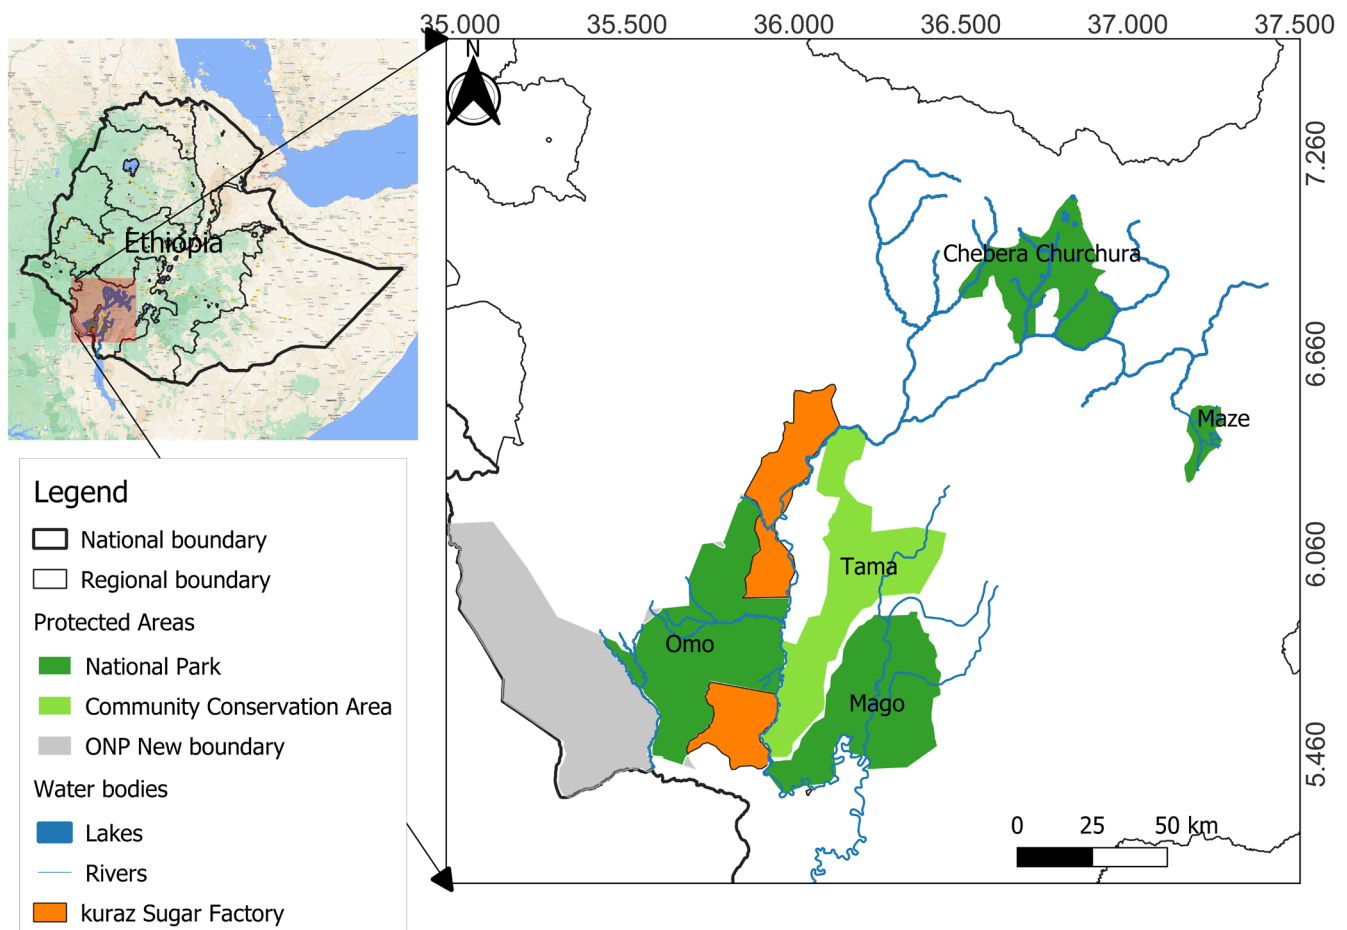 35.000 35.500 36.000 36.500 37.000 37.500
N
7.260
6.660
6.060
5.460
Ethiopia
Chebera Churchura
Maze
Tama
Omo
Mago
0 25 50 km
Legend
National boundary
Regional boundary
Protected Areas
National Park
Community Conservation Area
ONP New boundary
Water bodies
Lakes
Rivers
kuraz Sugar Factory